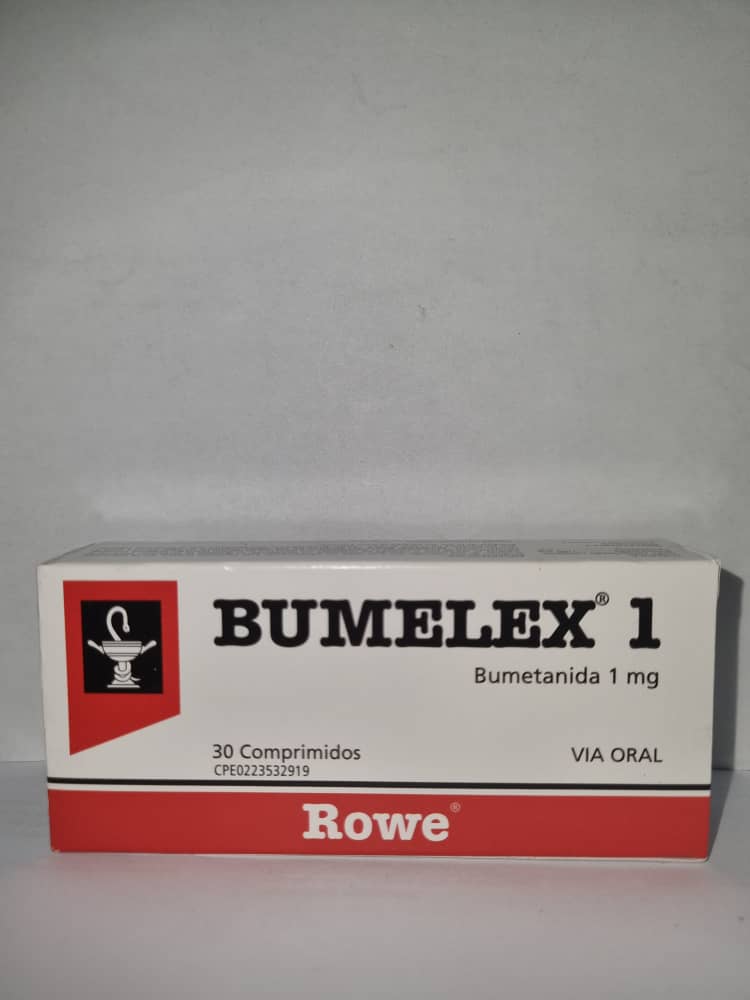 BUMELEX® 1
Bumetanida 1 mg
30 Comprimidos
CPE0223532919
VIA ORAL
Rowe®